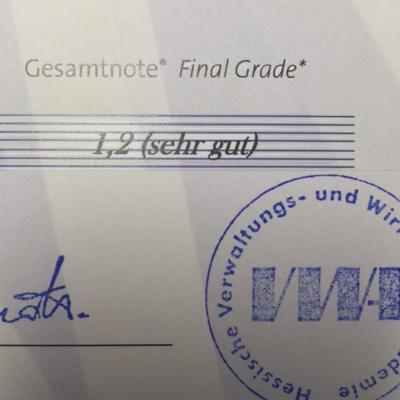 Gesamtnote* Final Grade*
1,2 (sehr gut)
Hessische Verwaltungs- und Wir
VWA